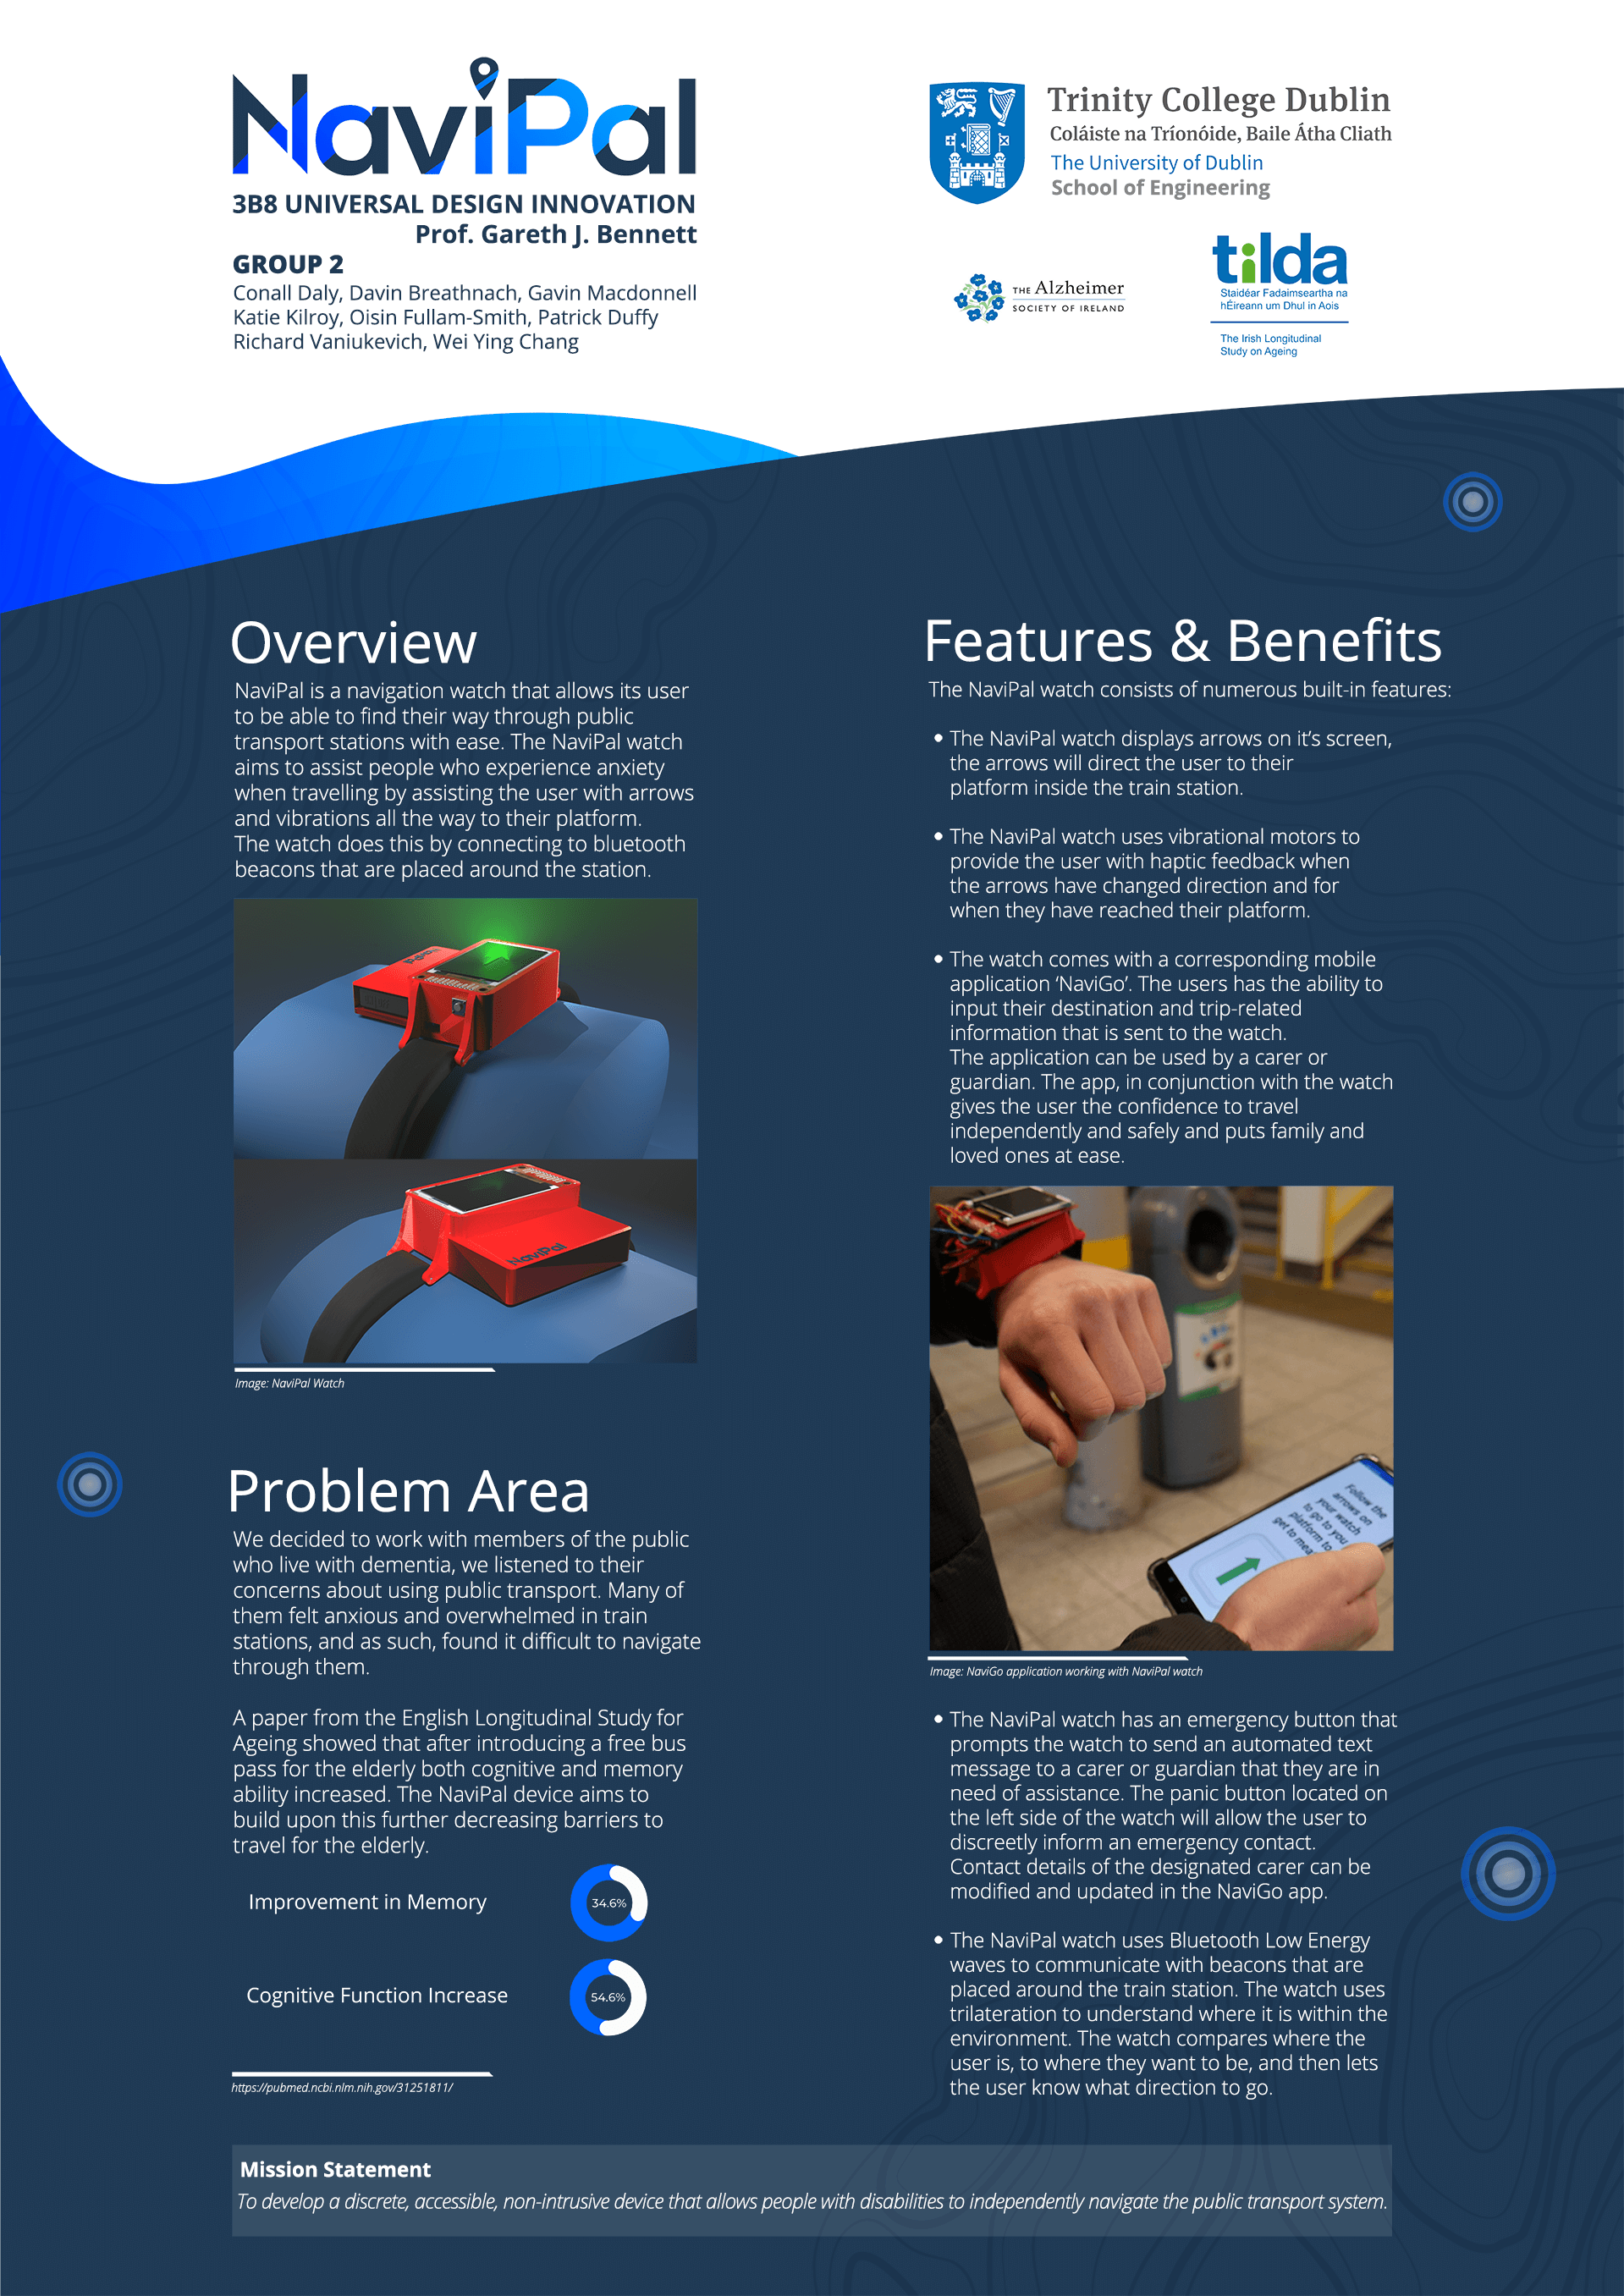 NaviPal
3B8 UNIVERSAL DESIGN INNOVATION
Prof. Gareth J. Bennett
GROUP 2
Conall Daly, Davin Breathnach, Gavin Macdonnell
Katie Kilroy, Oisin Fullam-Smith, Patrick Duffy
Richard Vaniukevich, Wei Ying Chang
Trinity College Dublin
Coláiste na Tríonóide, Baile Átha Cliath
The University of Dublin
School of Engineering
THE Alzheimer
SOCIETY OF IRELAND
tilda
Staidéar Fadaimseartha na
hÉireann um Dhul in Aois
The Irish Longitudinal
Study on Ageing
Overview
NaviPal is a navigation watch that allows its user
to be able to find their way through public
transport stations with ease. The NaviPal watch
aims to assist people who experience anxiety
when travelling by assisting the user with arrows
and vibrations all the way to their platform.
The watch does this by connecting to bluetooth
beacons that are placed around the station.
NaviPal
Image: NaviPal Watch
Problem Area
We decided to work with members of the public
who live with dementia, we listened to their
concerns about using public transport. Many of
them felt anxious and overwhelmed in train
stations, and as such, found it difficult to navigate
through them.
A paper from the English Longitudinal Study for
Ageing showed that after introducing a free bus
pass for the elderly both cognitive and memory
ability increased. The NaviPal device aims to
build upon this further decreasing barriers to
travel for the elderly.
Improvement in Memory
34.6%
Cognitive Function Increase
54.6%
https://pubmed.ncbi.nlm.nih.gov/31251811/
Features & Benefits
The NaviPal watch consists of numerous built-in features:
• The NaviPal watch displays arrows on it’s screen,
the arrows will direct the user to their
platform inside the train station.
• The NaviPal watch uses vibrational motors to
provide the user with haptic feedback when
the arrows have changed direction and for
when they have reached their platform.
• The watch comes with a corresponding mobile
application ‘NaviGo’. The users has the ability to
input their destination and trip-related
information that is sent to the watch.
The application can be used by a carer or
guardian. The app, in conjunction with the watch
gives the user the confidence to travel
independently and safely and puts family and
loved ones at ease.
Follow the
arrows on
your watch
to go to you
platform to
get to
Image: NaviGo application working with NaviPal watch
• The NaviPal watch has an emergency button that
prompts the watch to send an automated text
message to a carer or guardian that they are in
need of assistance. The panic button located on
the left side of the watch will allow the user to
discreetly inform an emergency contact.
Contact details of the designated carer can be
modified and updated in the NaviGo app.
• The NaviPal watch uses Bluetooth Low Energy
waves to communicate with beacons that are
placed around the train station. The watch uses
trilateration to understand where it is within the
environment. The watch compares where the
user is, to where they want to be, and then lets
the user know what direction to go.
Mission Statement
To develop a discrete, accessible, non-intrusive device that allows people with disabilities to independently navigate the public transport system.